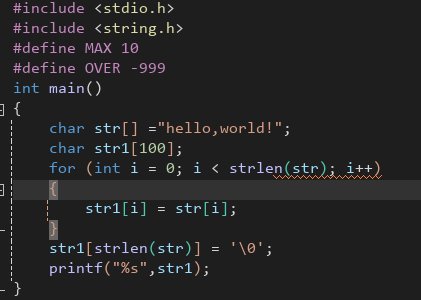 #include <stdio.h>
#include <string.h>
#define MAX 10
#define OVER -999
int main()
{
    char str[] ="hello,world!";
    char str1[100];
    for (int i = 0; i < strlen(str); i++)
    {
        str1[i] = str[i];
    }
    str1[strlen(str)] = '\0';
    printf("%s",str1);
}